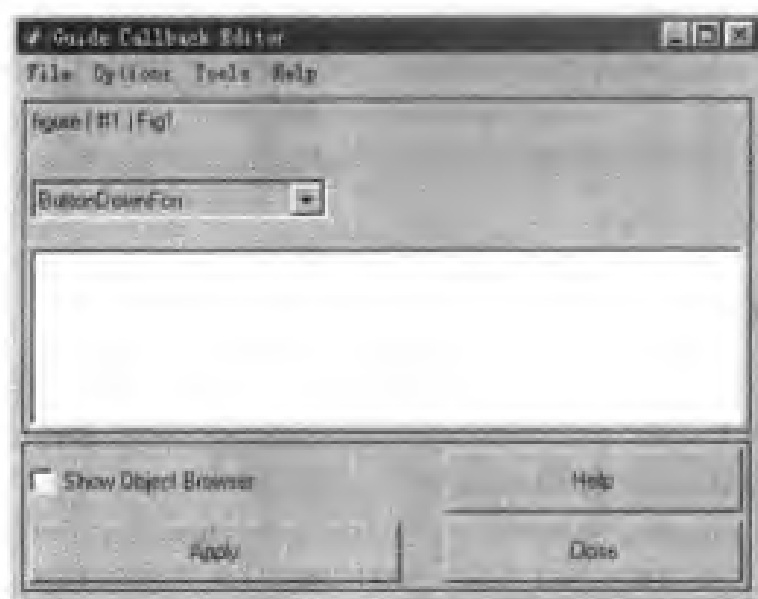 Guide Callback Editor
File Options Tools Help
figure ( #1 ) Fig1
ButtonDownFcn
Show Object Browser
Help
Apply
Close